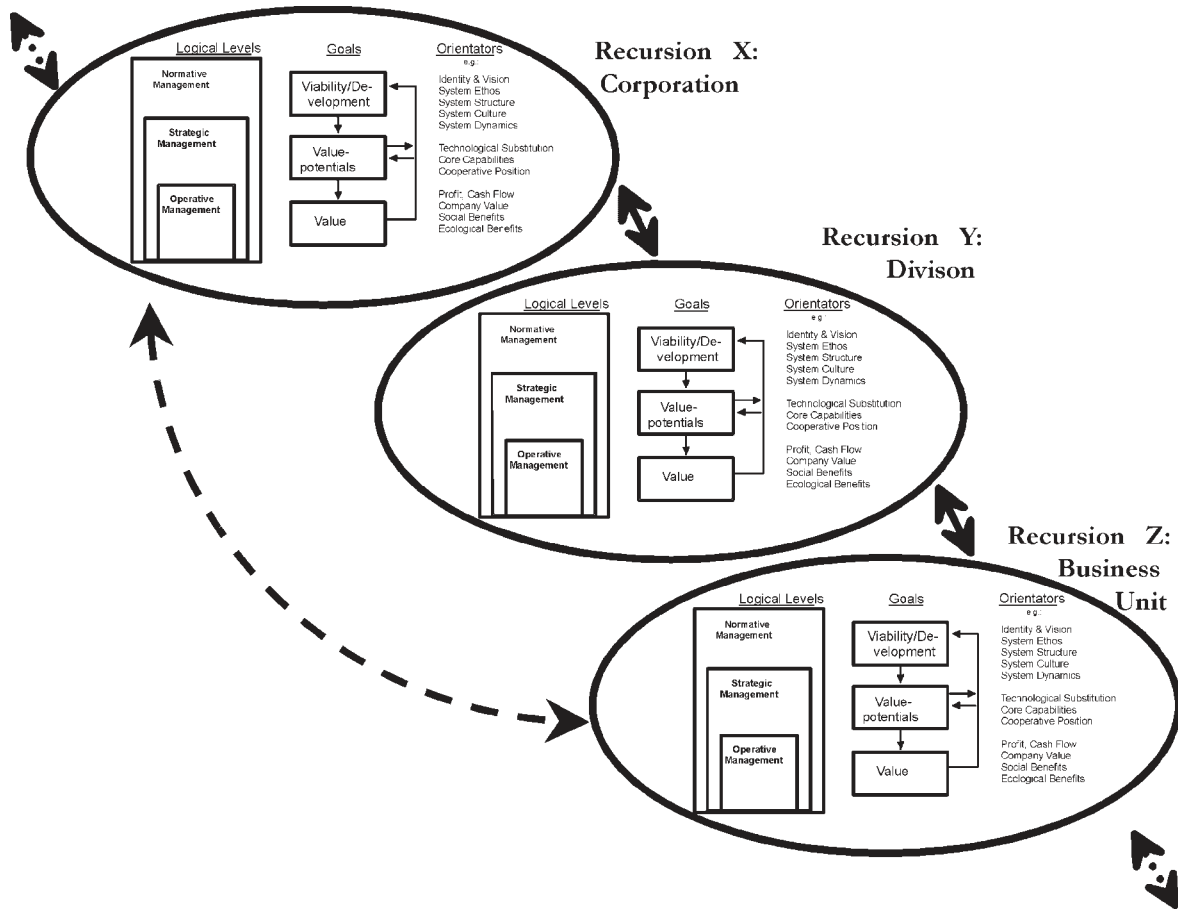 Recursion X:
Corporation
Logical Levels
Goals
Orientators
e.g.:
Normative
Management
Strategic
Management
Operative
Management
Viability/De-
velopment
Value-
potentials
Value
Identity & Vision
System Ethos
System Structure
System Culture
System Dynamics
Technological Substitution
Core Capabilities
Cooperative Position
Profit, Cash Flow
Company Value
Social Benefits
Ecological Benefits
Recursion Y:
Divison
Logical Levels
Goals
Orientators
e.g.:
Normative
Management
Strategic
Management
Operative
Management
Viability/De-
velopment
Value-
potentials
Value
Identity & Vision
System Ethos
System Structure
System Culture
System Dynamics
Technological Substitution
Core Capabilities
Cooperative Position
Profit, Cash Flow
Company Value
Social Benefits
Ecological Benefits
Recursion Z:
Business
Unit
Logical Levels
Goals
Orientators
e.g.:
Normative
Management
Strategic
Management
Operative
Management
Viability/De-
velopment
Value-
potentials
Value
Identity & Vision
System Ethos
System Structure
System Culture
System Dynamics
Technological Substitution
Core Capabilities
Cooperative Position
Profit, Cash Flow
Company Value
Social Benefits
Ecological Benefits